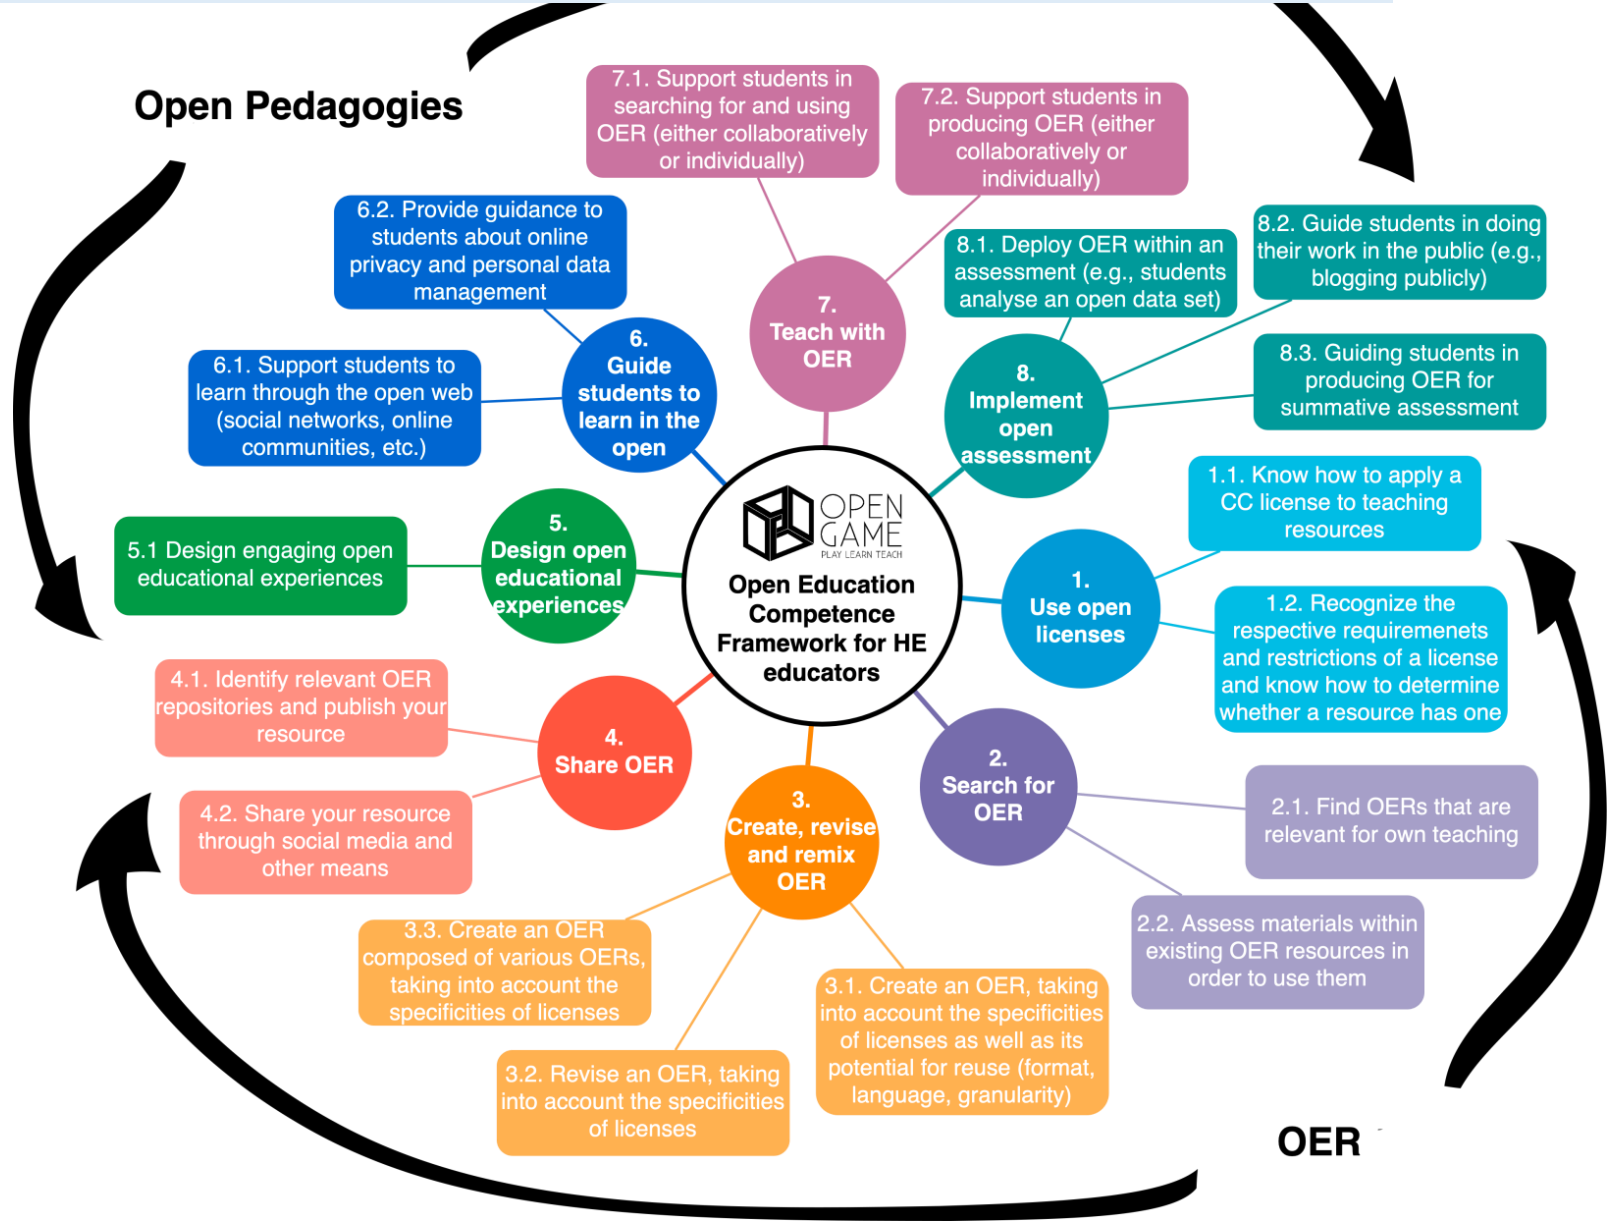 Open Pedagogies
7.1. Support students in
searching for and using
OER (either collaboratively
or individually)
7.2. Support students in
producing OER (either
collaboratively or
individually)
6.2. Provide guidance to
students about online
privacy and personal data
management
8.1. Deploy OER within an
assessment (e.g., students
analyse an open data set)
8.2. Guide students in doing
their work in the public (e.g.,
blogging publicly)
7.
Teach with
OER
6.
Guide
students to
learn in the
open
6.1. Support students to
learn through the open web
(social networks, online
communities, etc.)
8.
Implement
open
assessment
8.3. Guiding students in
producing OER for
summative assessment
1.1. Know how to apply a
CC license to teaching
resources
5.1 Design engaging open
educational experiences
5.
Design open
educational
experiences
OPEN
GAME
PLAY LEARN TEACH
Open Education
Competence
Framework for HE
educators
1.
Use open
licenses
1.2. Recognize the
respective requiremenets
and restrictions of a license
and know how to determine
whether a resource has one
4.1. Identify relevant OER
repositories and publish your
resource
4.
Share OER
4.2. Share your resource
through social media and
other means
3.
Create, revise
and remix
OER
2.
Search for
OER
2.1. Find OERs that are
relevant for own teaching
2.2. Assess materials within
existing OER resources in
order to use them
3.3. Create an OER
composed of various OERs,
taking into account the
specificities of licenses
3.1. Create an OER, taking
into account the specificities
of licenses as well as its
potential for reuse (format,
language, granularity)
3.2. Revise an OER, taking
into account the specificities
of licenses
OER